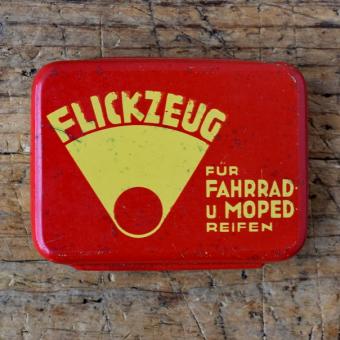 FLICKZEUG
FÜR
FAHRRAD-
u MOPED
REIFEN